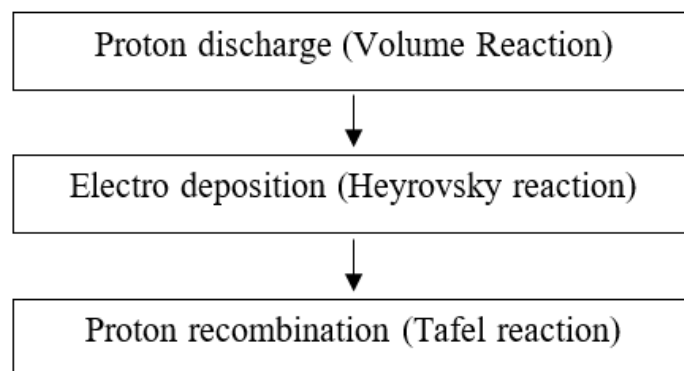 Proton discharge (Volume Reaction)
Electro deposition (Heyrovsky reaction)
Proton recombination (Tafel reaction)